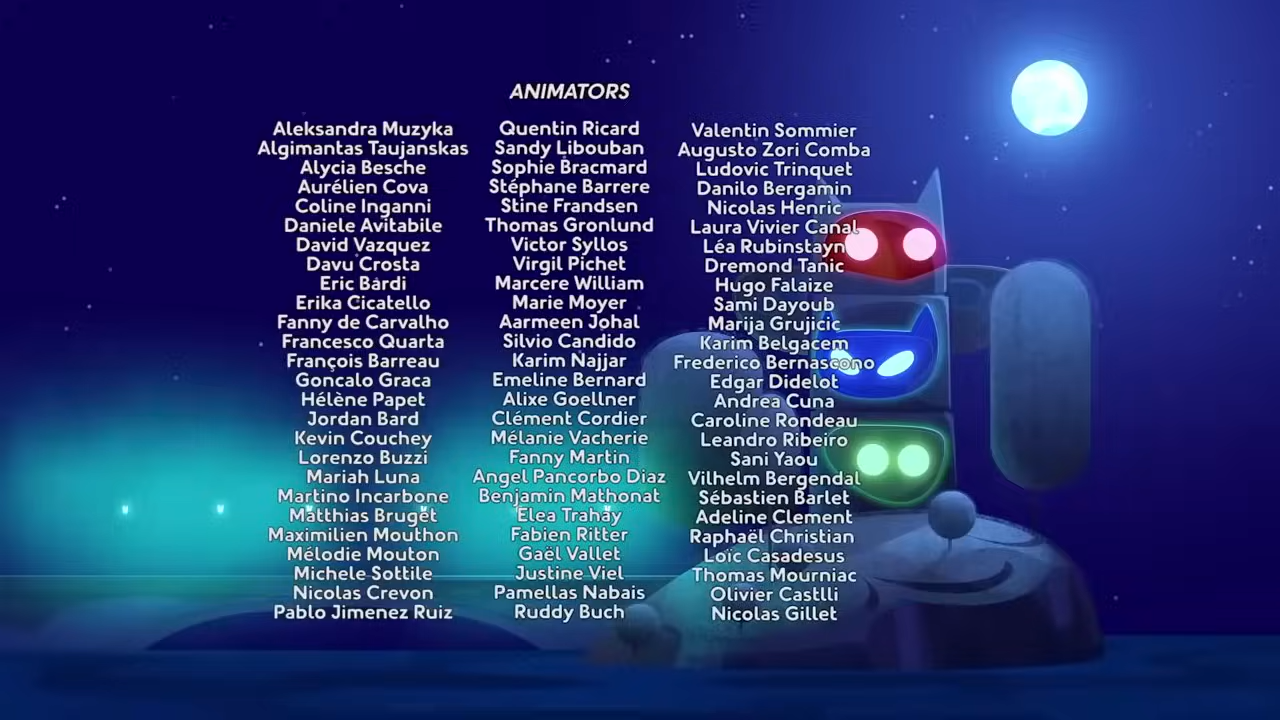 ANIMATORS
Aleksandra Muzyka
Algimantas Taujanskas
Alycia Besche
Aurélien Cova
Coline Inganni
Daniele Avitabile
David Vazquez
Davu Crosta
Eric Bardi
Erika Cicatello
Fanny de Carvalho
Francesco Quarta
François Barreau
Goncalo Graca
Hélène Papet
Jordan Bard
Kevin Couchey
Lorenzo Buzzi
Mariah Luna
Martino Incarbone
Matthias Bruget
Maximilien Mouthon
Mélodie Mouton
Michele Sottile
Nicolas Crevon
Pablo Jimenez Ruiz
Quentin Ricard
Sandy Libouban
Sophie Bracmard
Stéphane Barrere
Stine Frandsen
Thomas Gronlund
Victor Syllos
Virgil Pichet
Marcere William
Marie Moyer
Aarmeen Johal
Silvio Candido
Karim Najjar
Emeline Bernard
Alixe Goellner
Clément Cordier
Mélanie Vacherie
Fanny Martin
Angel Pancorbo Diaz
Benjamin Mathonat
Elea Trahay
Fabien Ritter
Gaël Vallet
Justine Viel
Pamellas Nabais
Ruddy Buch
Valentin Sommier
Augusto Zori Comba
Ludovic Trinquet
Danilo Bergamin
Nicolas Henric
Laura Vivier Canal
Léa Rubinstayn
Dremond Tanic
Hugo Falaize
Sami Dayoub
Marija Grujicic
Karim Belgacem
Frederico Bernascono
Edgar Didelot
Andrea Cuna
Caroline Rondeau
Leandro Ribeiro
Sani Yaou
Vilhelm Bergendal
Sébastien Barlet
Adeline Clement
Raphaël Christian
Loïc Casadesus
Thomas Mourniac
Olivier Castlli
Nicolas Gillet